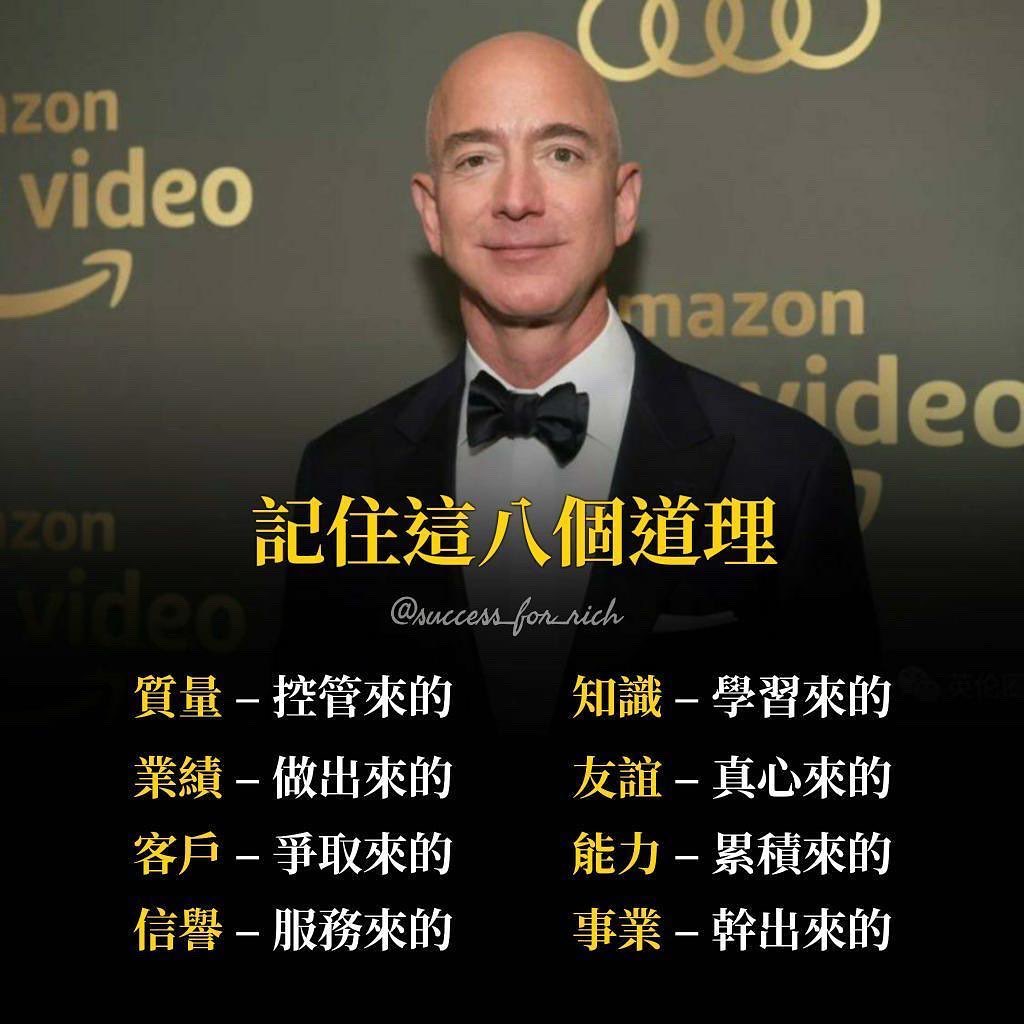 azon
video
mazon
video
azon
video
記住這八個道理
@success_for_rich
質量 – 控管來的
業績 – 做出來的
客戶 – 爭取來的
信譽 – 服務來的
知識 – 學習來的
友誼 – 真心來的
能力 – 累積來的
事業 – 幹出來的